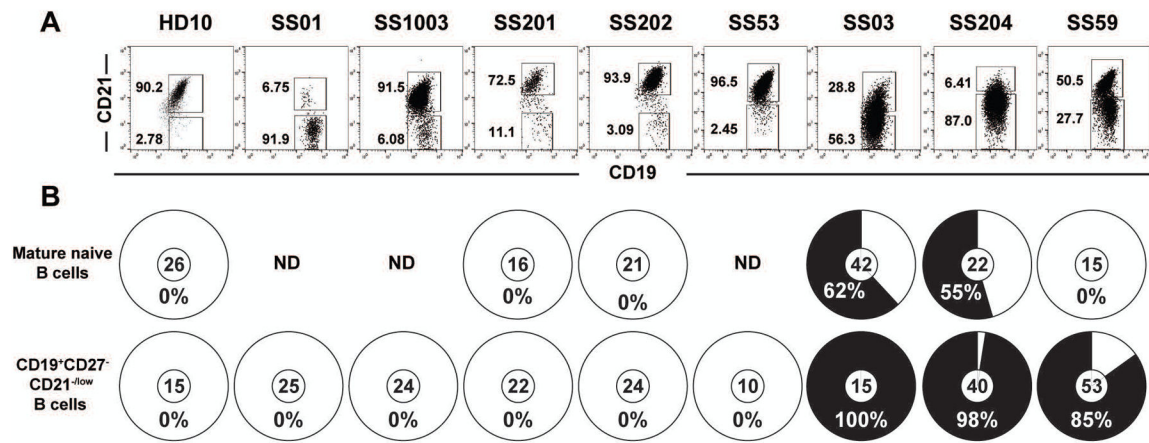 A
HD10 SS01 SS1003 SS201 SS202 SS53 SS03 SS204 SS59
CD21
90.2 6.75 91.5 72.5 93.9 96.5 28.8 6.41 50.5
2.78 91.9 6.08 11.1 3.09 2.45 56.3 87.0 27.7
CD19
B
Mature naive
B cells
26 ND ND 16 21 ND 42 22 15
0% 0% 0% 62% 55% 0%
CD19⁺CD27⁻
CD21⁻/ˡᵒʷ
B cells
15 25 24 22 24 10 15 40 53
0% 0% 0% 0% 0% 0% 100% 98% 85%